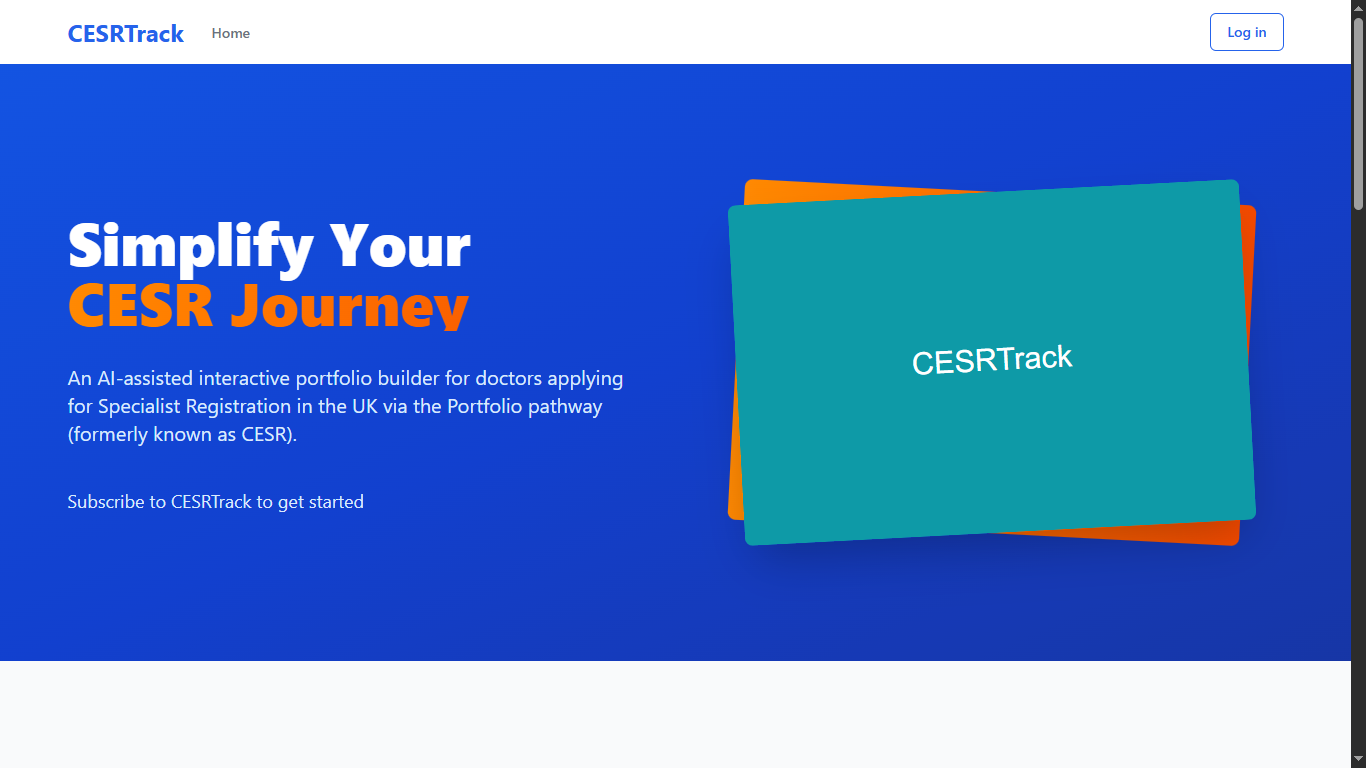 CESRTrack
Home
Log in
Simplify Your
CESR Journey
An AI-assisted interactive portfolio builder for doctors applying
for Specialist Registration in the UK via the Portfolio pathway
(formerly known as CESR).
Subscribe to CESRTrack to get started
CESRTrack